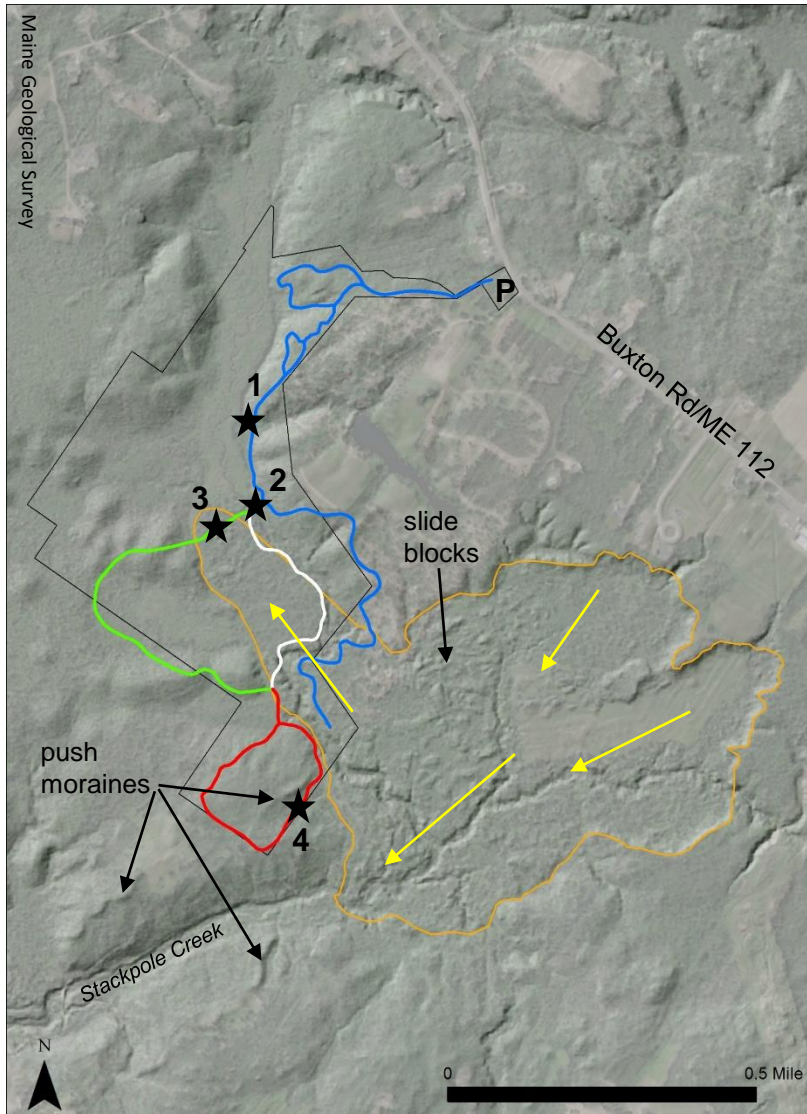 Maine Geological Survey
P
Buxton Rd/ME 112
1
2
3
slide
blocks
push
moraines
4
Stackpole Creek
N
0
0.5 Mile